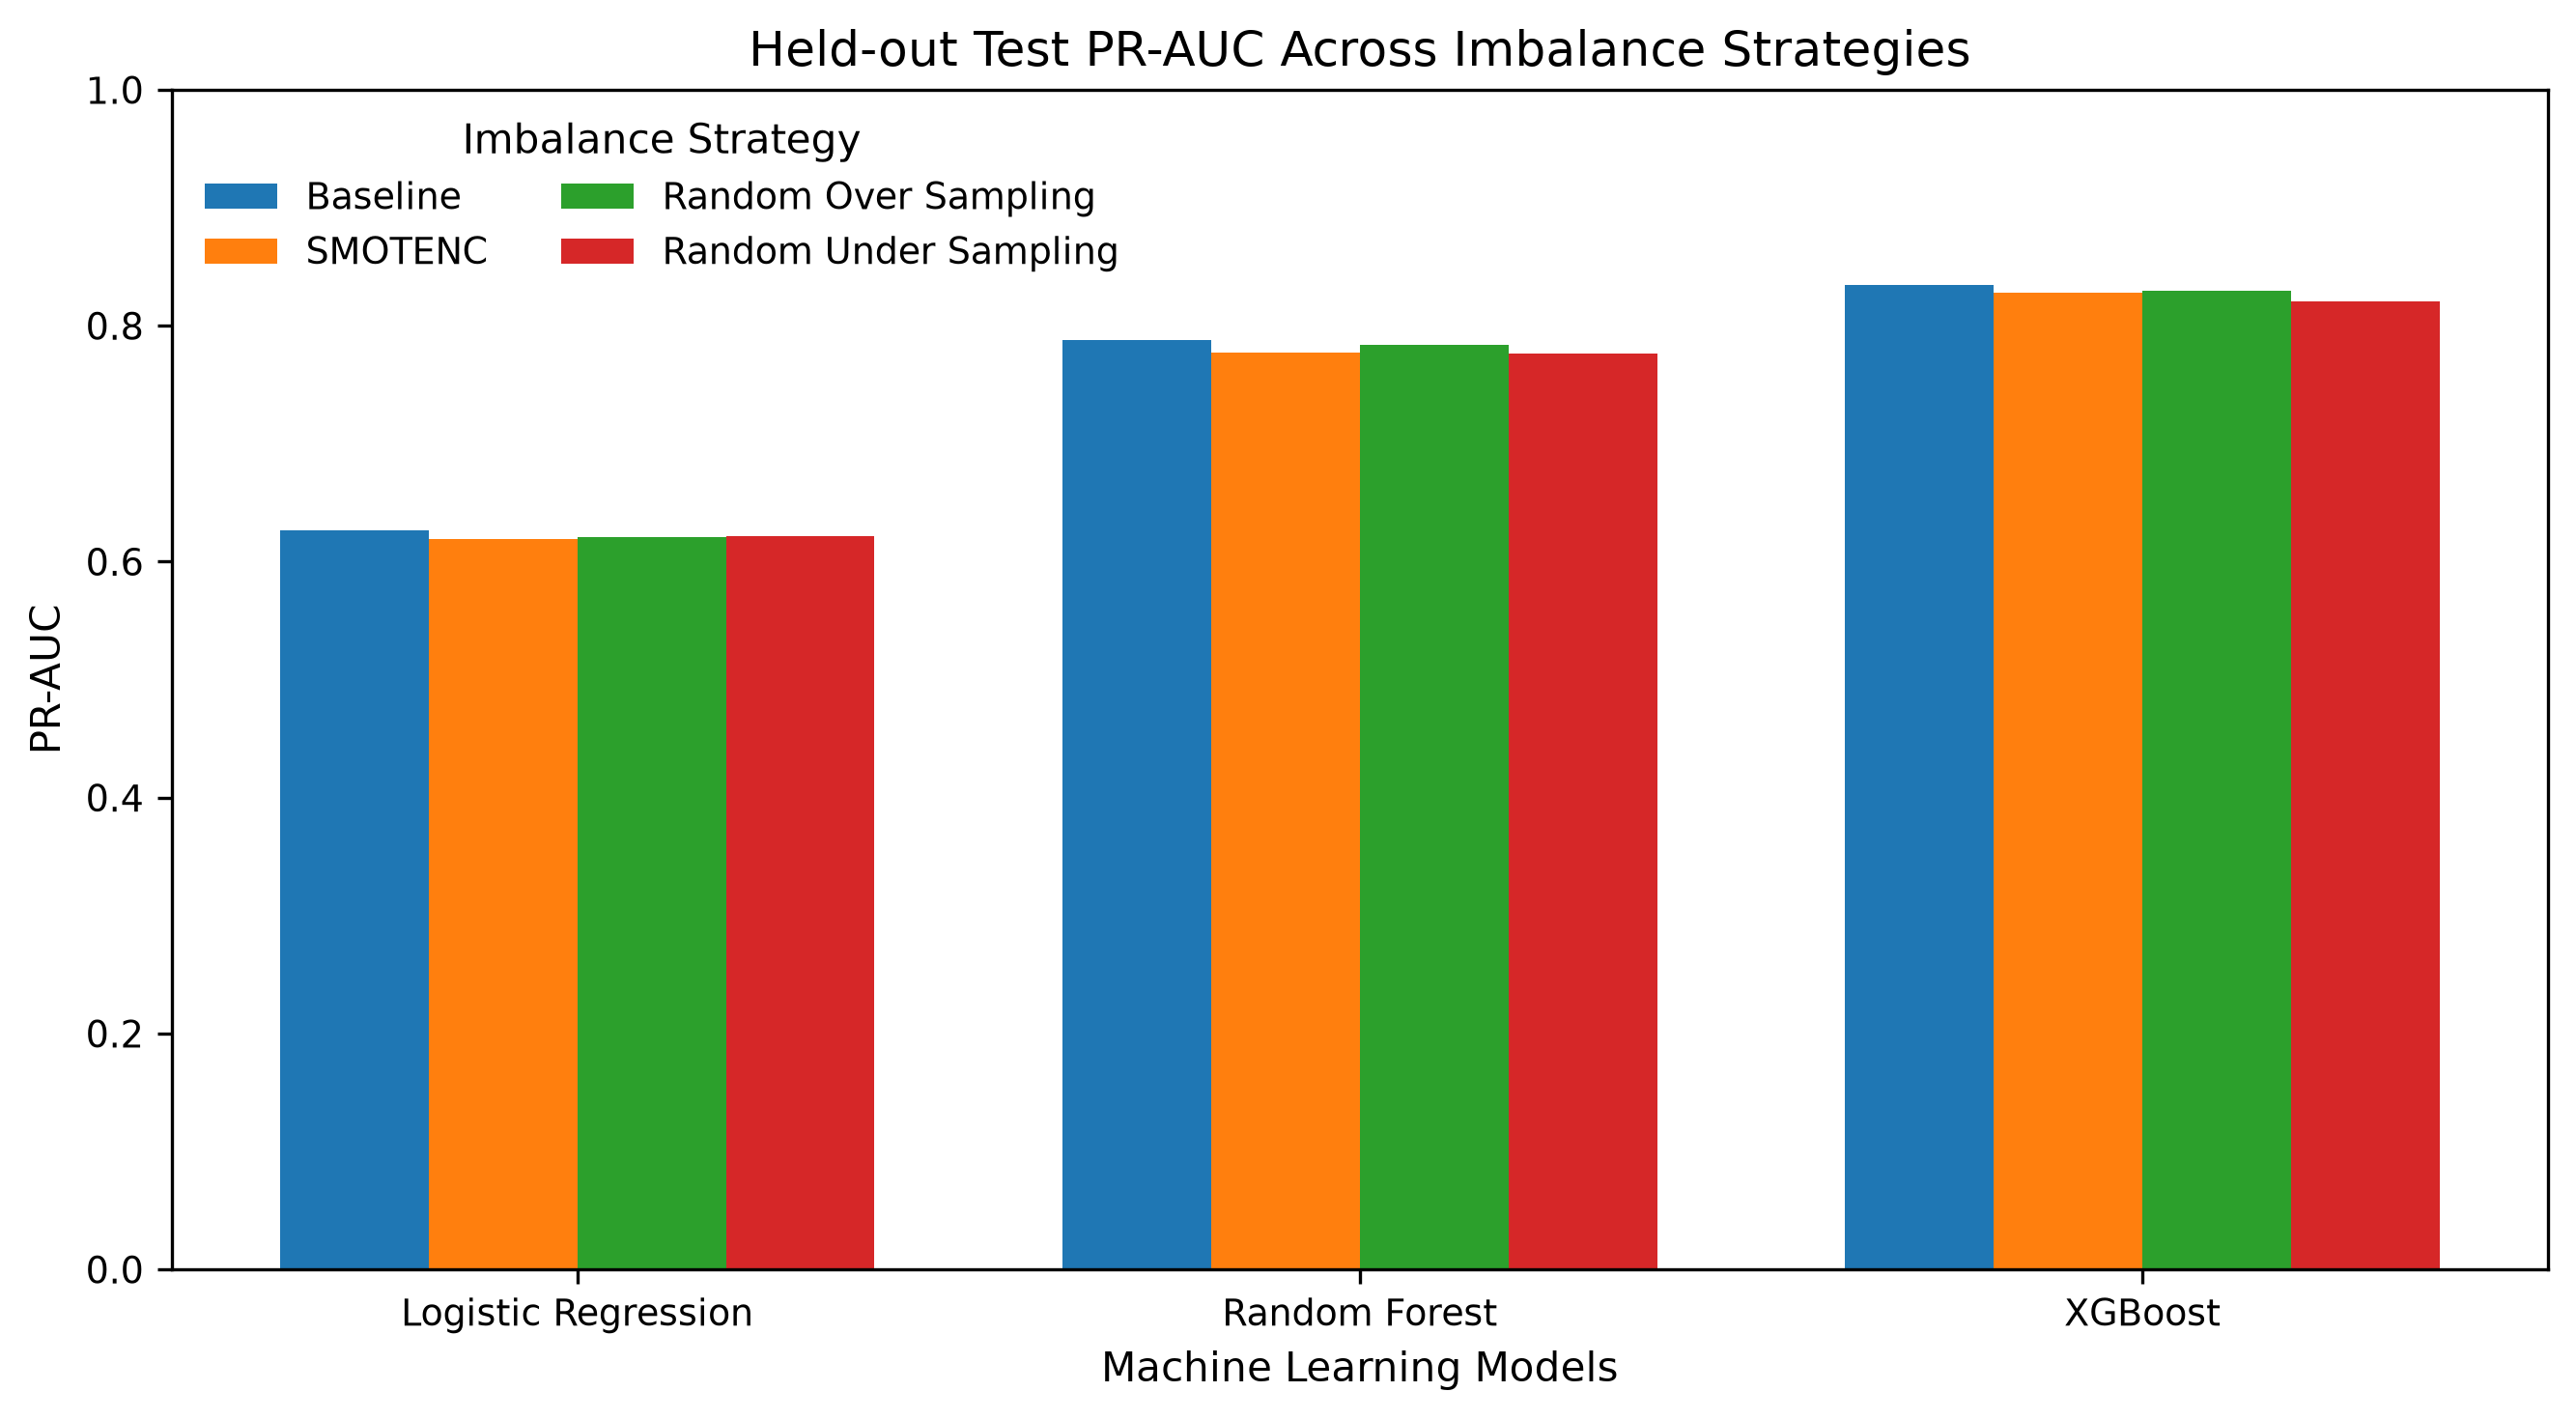 Held-out Test PR-AUC Across Imbalance Strategies
Imbalance Strategy
Baseline
SMOTENC
Random Over Sampling
Random Under Sampling
PR-AUC
1.0
0.8
0.6
0.4
0.2
0.0
Logistic Regression
Random Forest
XGBoost
Machine Learning Models